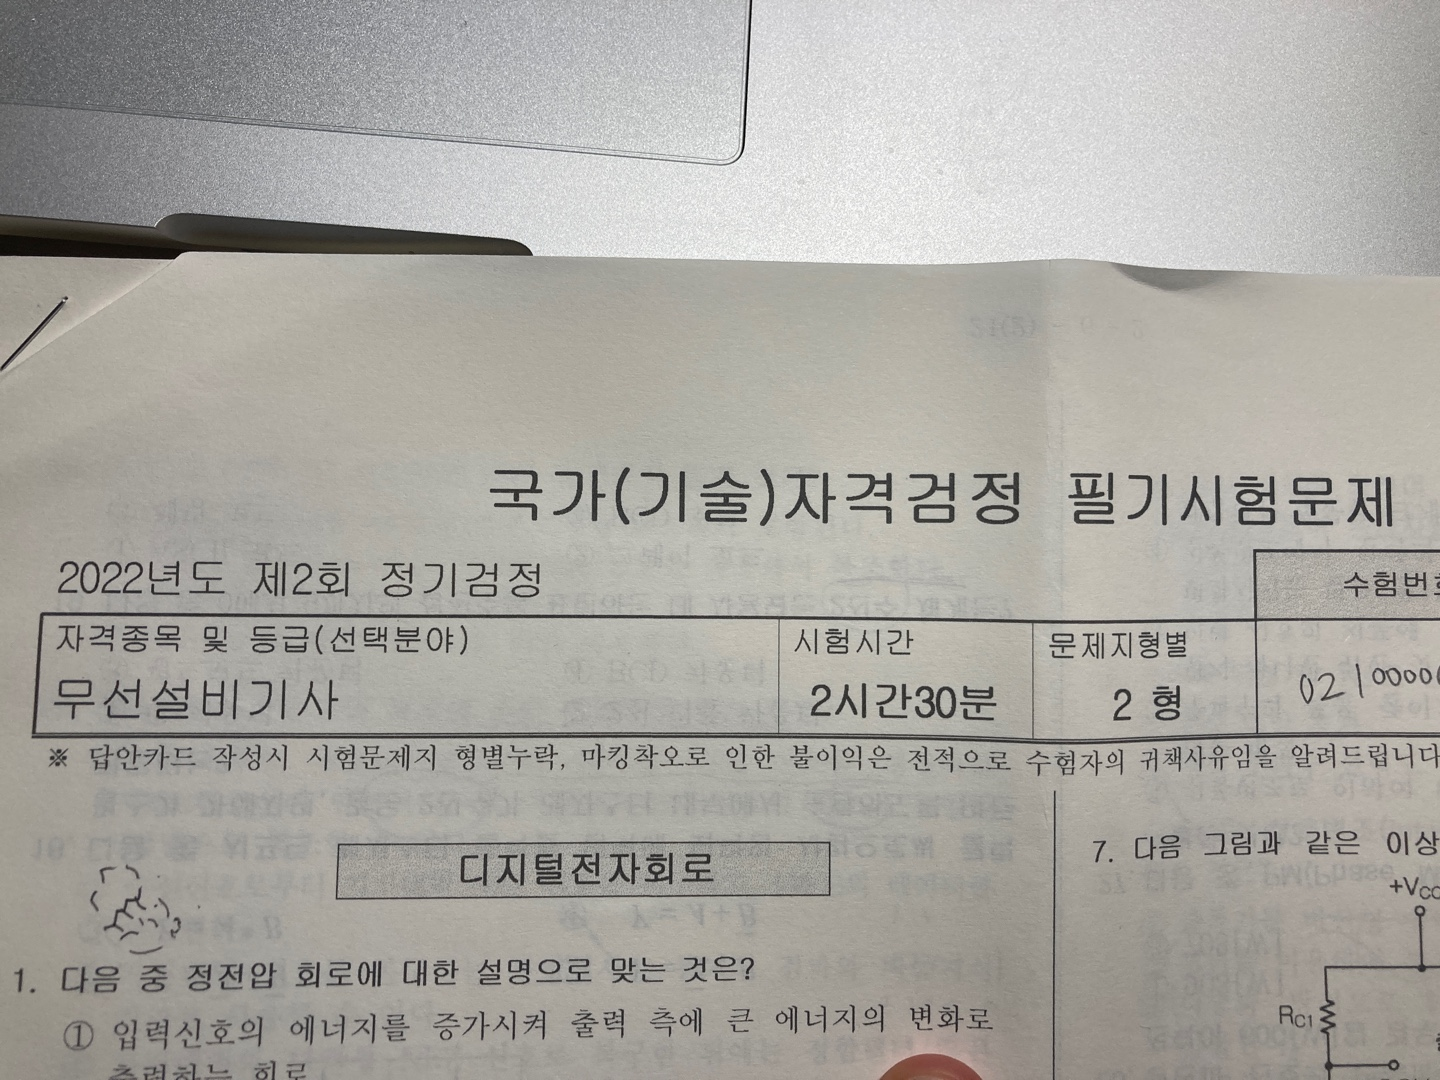 국가(기술)자격검정 필기시험문제
2022년도 제2회 정기검정
수험번호
자격종목 및 등급(선택분야)
시험시간
문제지형별
무선설비기사
2시간30분
2 형
※ 답안카드 작성시 시험문제지 형별누락, 마킹착오로 인한 불이익은 전적으로 수험자의 귀책사유임을 알려드립니다
디지털전자회로
1. 다음 중 정전압 회로에 대한 설명으로 맞는 것은?
① 입력신호의 에너지를 증가시켜 출력 측에 큰 에너지의 변화로
출력하는 회로
7. 다음 그림과 같은 이상
+VCC
RC1